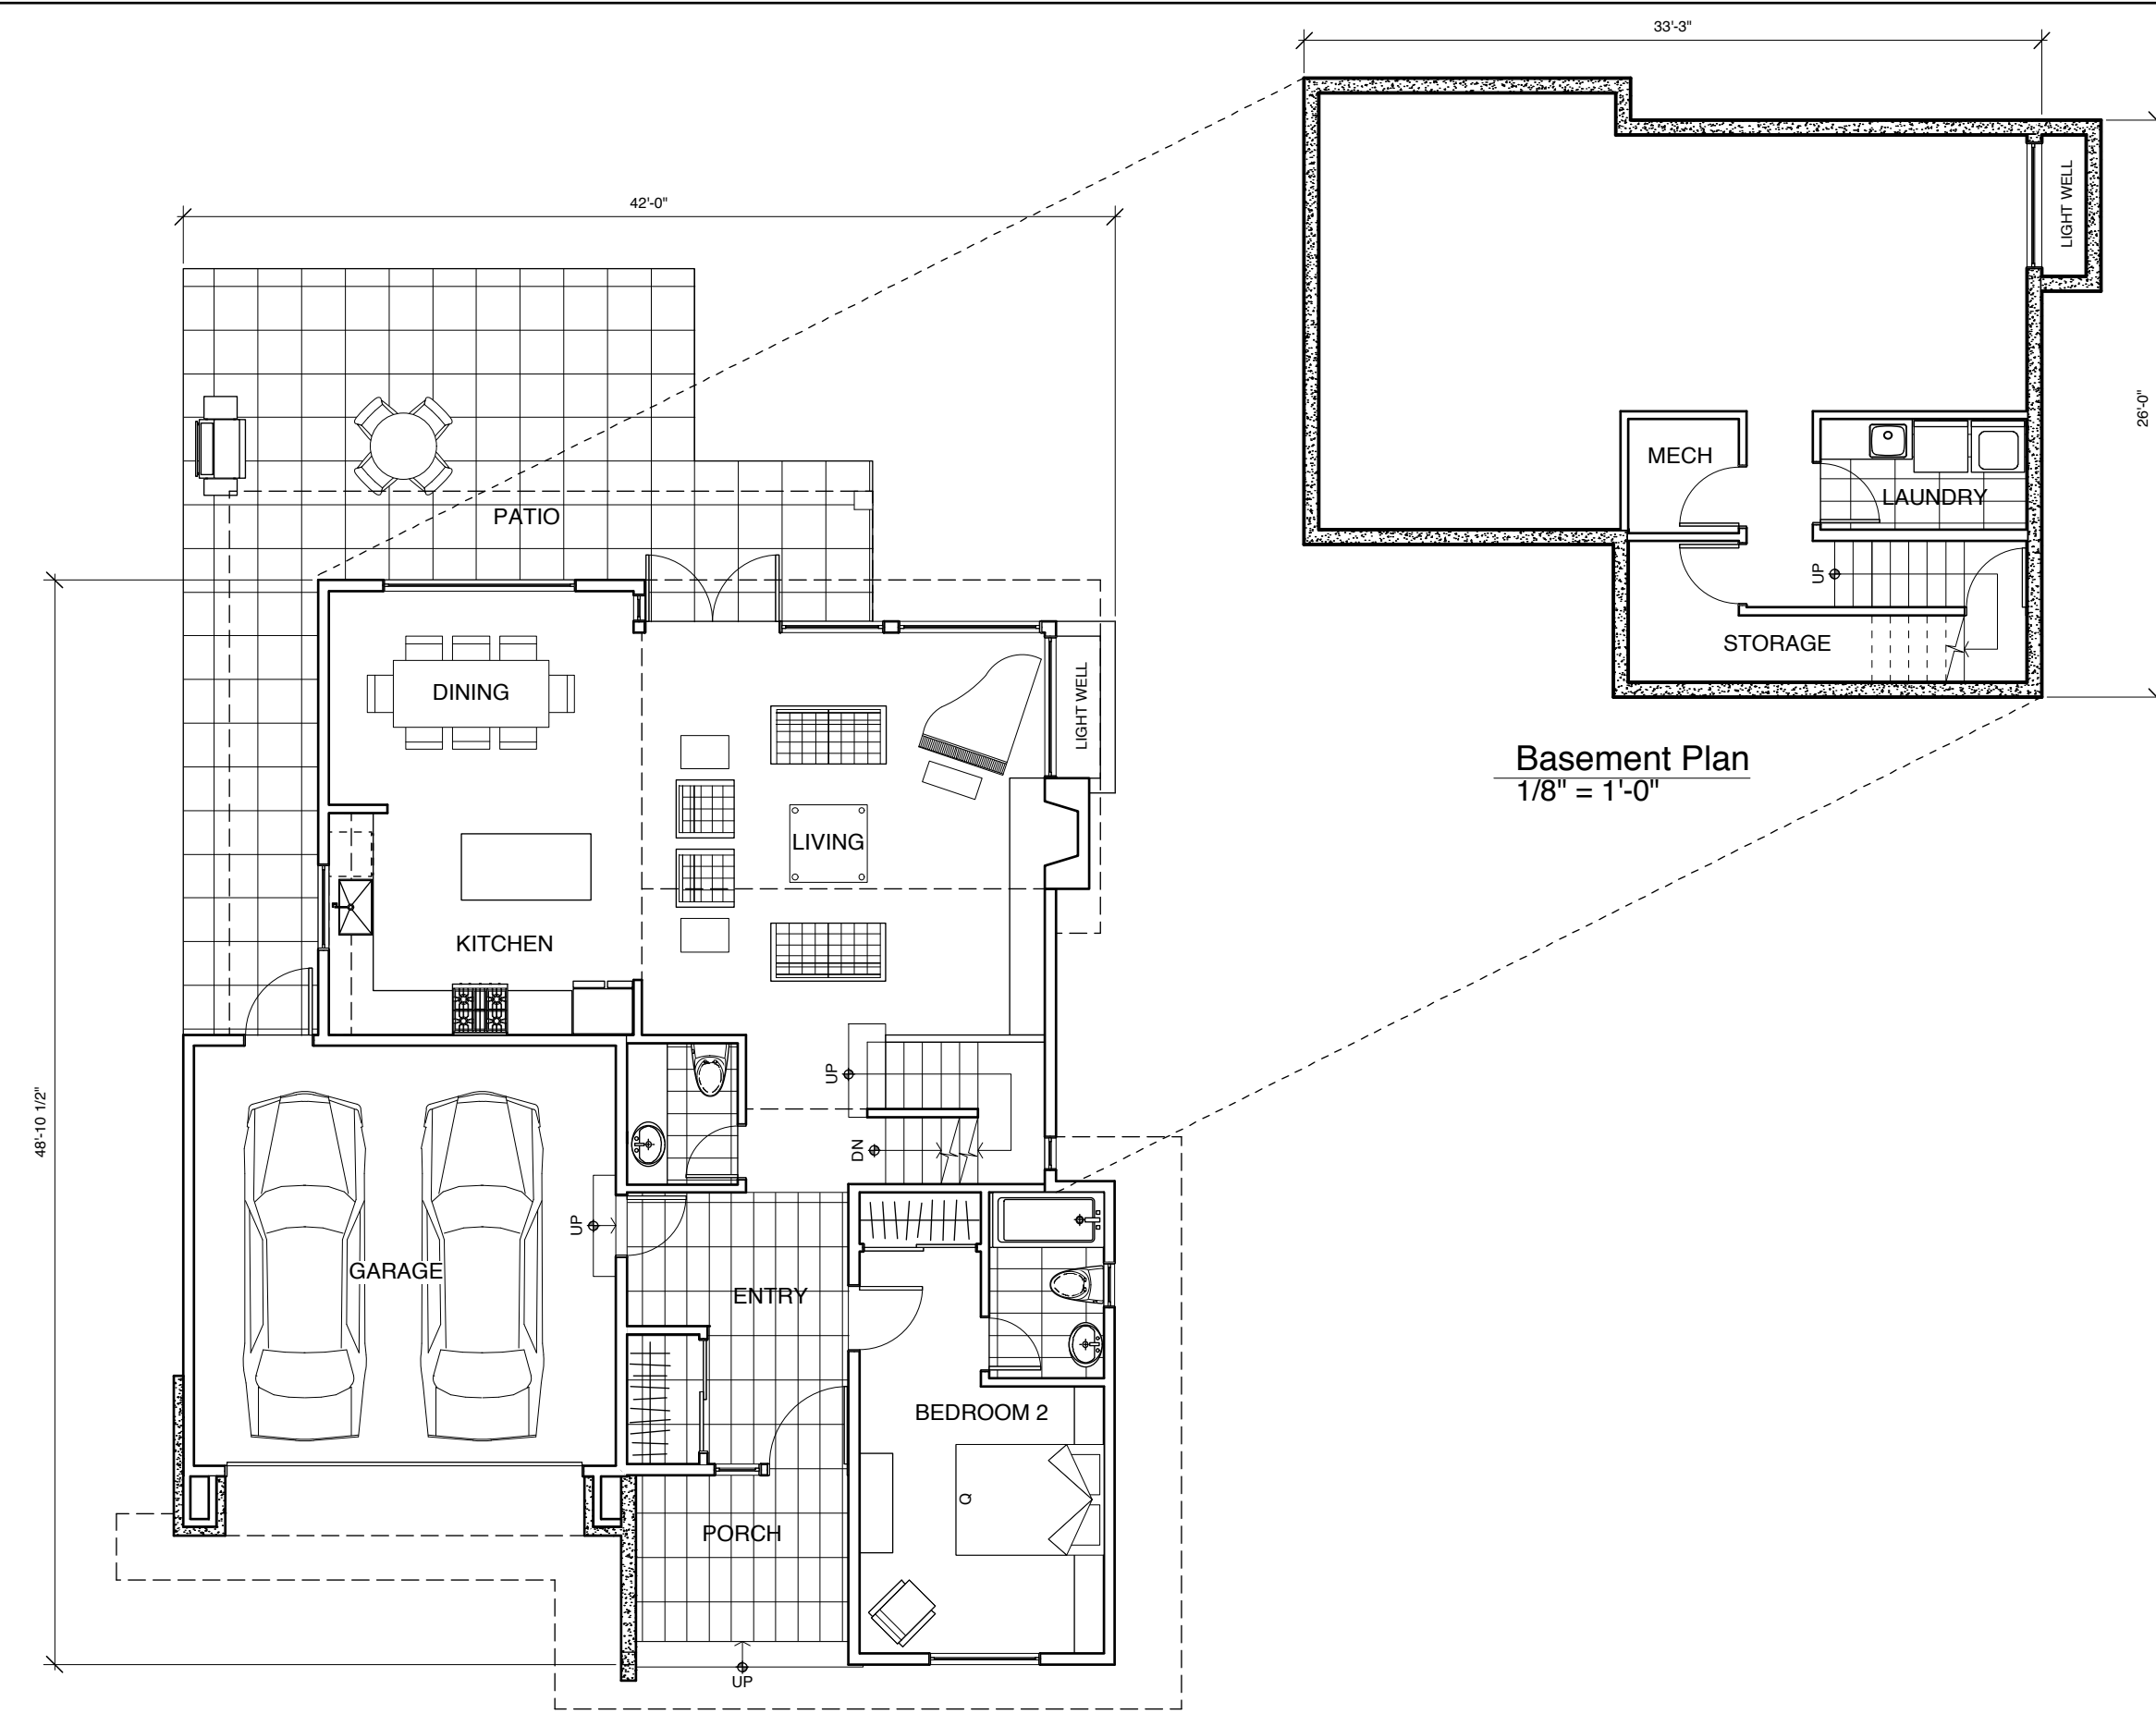 33'-3"
42'-0"
LIGHT WELL
26'-0"
MECH
LAUNDRY
PATIO
UP
STORAGE
DINING
LIGHT WELL
Basement Plan
1/8" = 1'-0"
LIVING
KITCHEN
UP
48'-10 1/2"
DN
UP
GARAGE
ENTRY
BEDROOM 2
Q
PORCH
UP